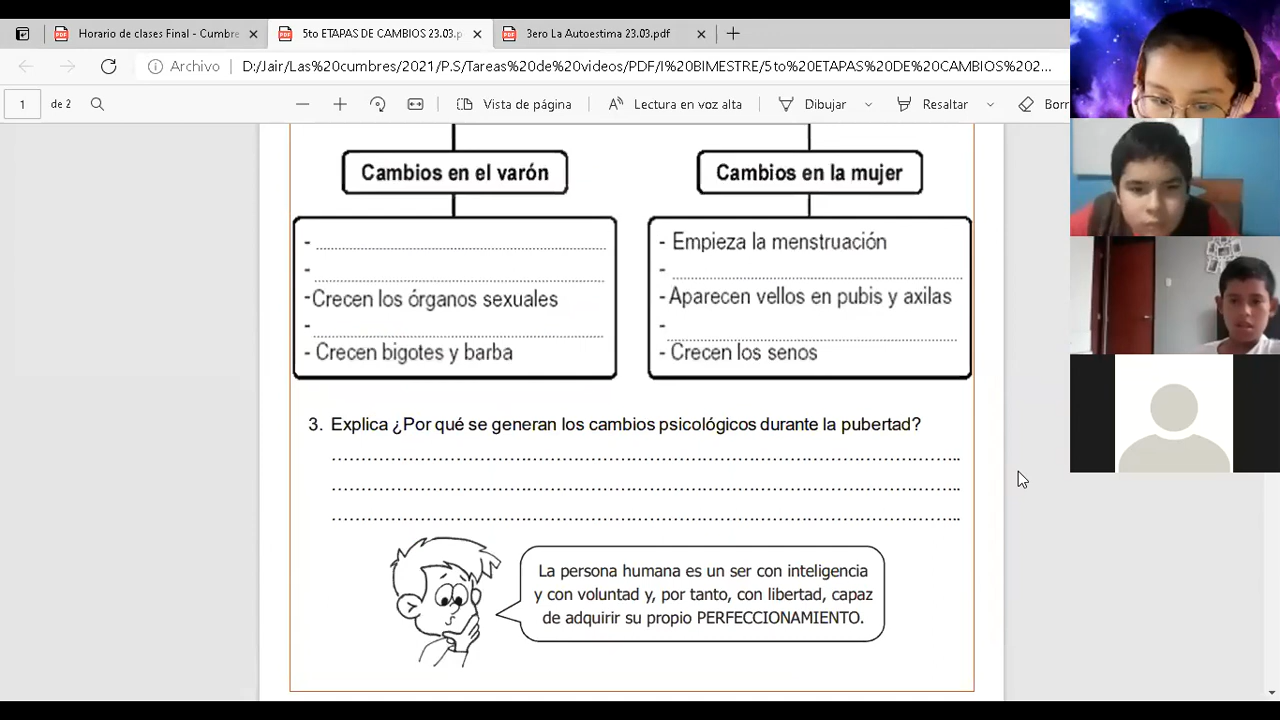 Horario de clases Final - Cumbre
5to ETAPAS DE CAMBIOS 23.03.p
3ero La Autoestima 23.03.pdf
Archivo
D:/Jair/Las%20cumbres/2021/P.S/Tareas%20de%20videos/PDF/I%20BIMESTRE/5to%20ETAPAS%20DE%20CAMBIOS%202...
1 de 2
Vista de página
Lectura en voz alta
Dibujar
Resaltar
Borr
Cambios en el varón
Cambios en la mujer
- ......................................................
- ......................................................
-Crecen los órganos sexuales
- ......................................................
- Crecen bigotes y barba
- Empieza la menstruación
- ......................................................
- Aparecen vellos en pubis y axilas
- ......................................................
- Crecen los senos
3. Explica ¿Por qué se generan los cambios psicológicos durante la pubertad?
La persona humana es un ser con inteligencia
y con voluntad y, por tanto, con libertad, capaz
de adquirir su propio PERFECCIONAMIENTO.